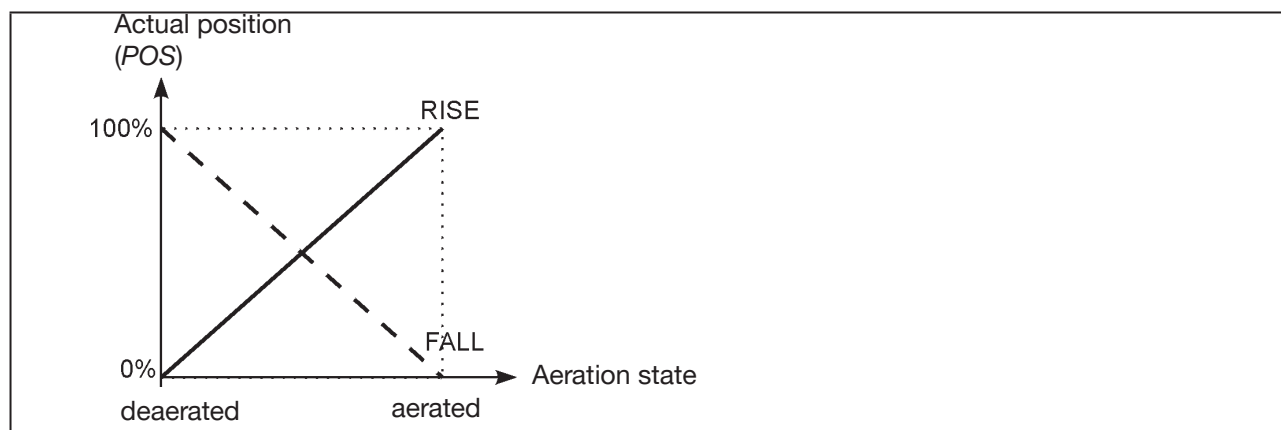 Actual position
(POS)
RISE
100%
FALL
0%
Aeration state
deaerated
aerated